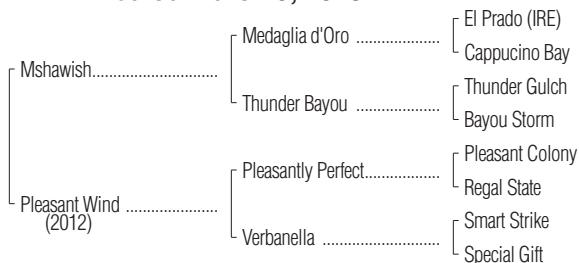 Mshawish
Pleasant Wind
(2012)
Medaglia d'Oro
Thunder Bayou
Pleasantly Perfect
Verbanella
El Prado (IRE)
Cappucino Bay
Thunder Gulch
Bayou Storm
Pleasant Colony
Regal State
Smart Strike
Special Gift